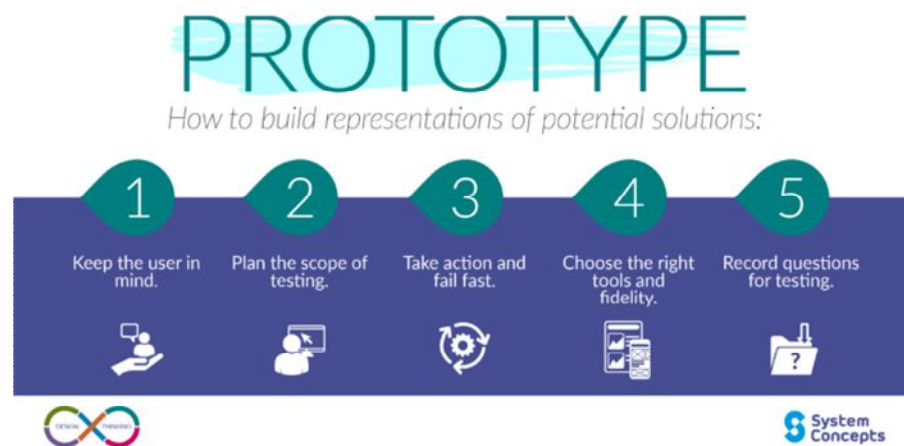 PROTOTYPE
How to build representations of potential solutions:
1
Keep the user in
mind.
2
Plan the scope of
testing.
3
Take action and
fail fast.
4
Choose the right
tools and
fidelity.
5
Record questions
for testing.
?
DESIGN THINKING
System
Concepts